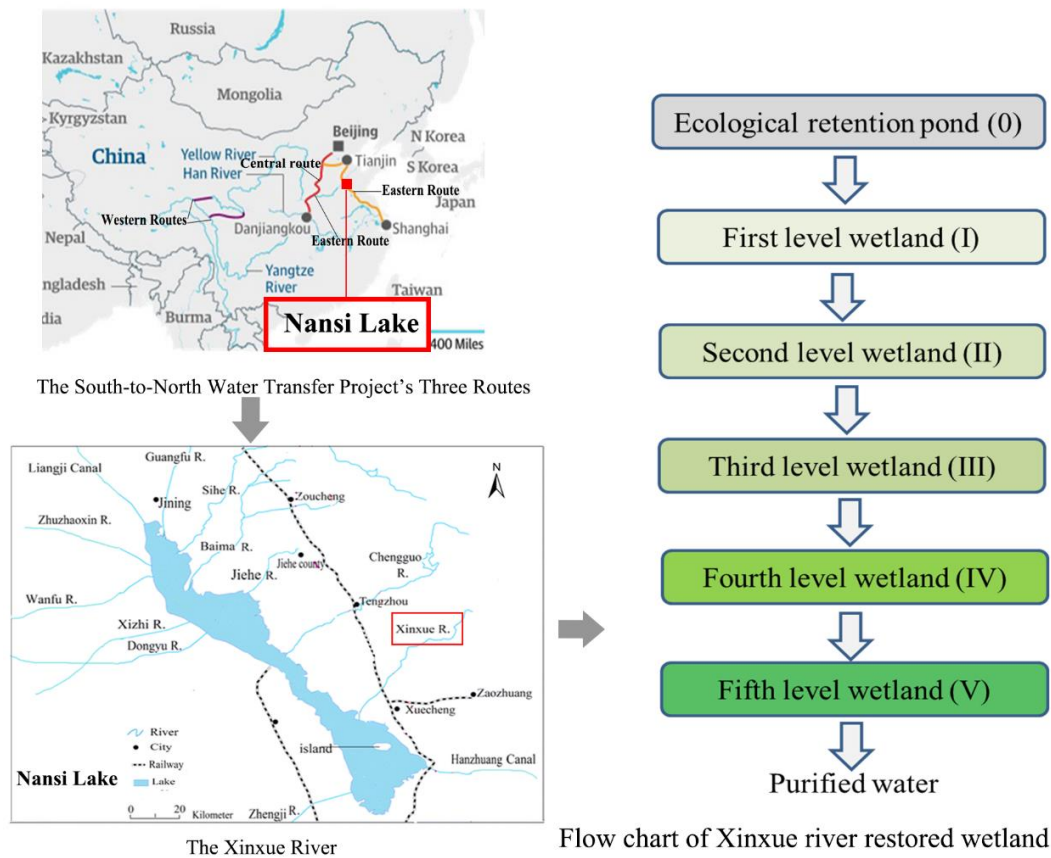 Russia
Kazakhstan
Mongolia
Kyrgyzstan
Beijing
N Korea
China
Yellow River
Tianjin
Central route
S Korea
Han River
Eastern Route
Japan
Western Routes
Nepal
Danjiangkou
Shanghai
Eastern Route
Yangtze
River
ngladesh
Taiwan
dia
Burma
Nansi Lake
400 Miles
The South-to-North Water Transfer Project's Three Routes
Guangfu R.
Liangji Canal
N
Sihe R.
Jining
Zoucheng
Zhuzhaoxin R.
Baima R.
Chengguo
R.
Jiehe county
Jiehe R.
Wanfu R.
Tengzhou
Xizhi R.
Xinxue R.
Dongyu R.
Zaozhuang
Xuecheng
River
City
island
Railway
Hanzhuang Canal
Nansi Lake
Lake
0 20 Kilometer
Zhengji R.
The Xinxue River
Ecological retention pond (0)
First level wetland (I)
Second level wetland (II)
Third level wetland (III)
Fourth level wetland (IV)
Fifth level wetland (V)
Purified water
Flow chart of Xinxue river restored wetland